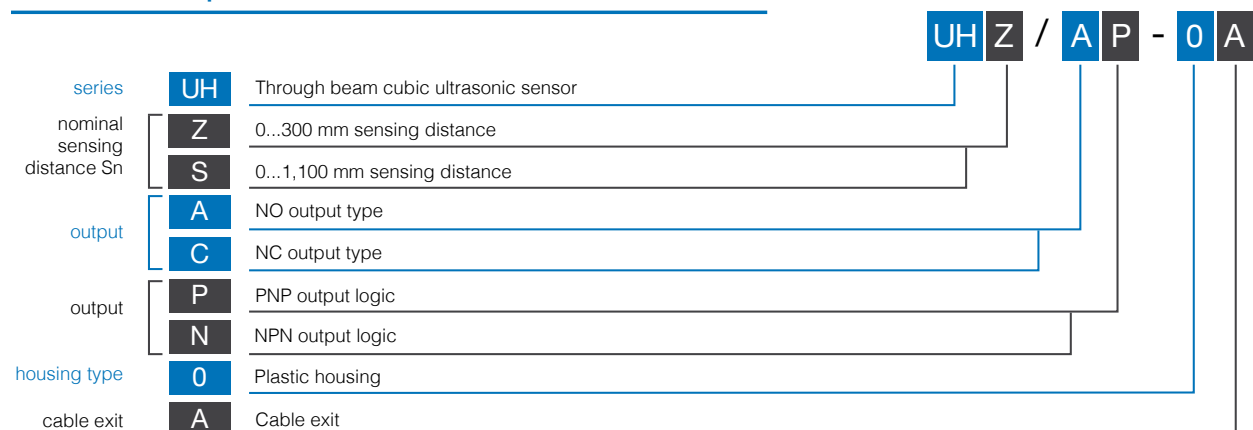 UH Z / A P - 0 A
series UH Through beam cubic ultrasonic sensor
nominal sensing distance Sn
Z 0...300 mm sensing distance
S 0...1,100 mm sensing distance
output
A NO output type
C NC output type
output
P PNP output logic
N NPN output logic
housing type 0 Plastic housing
cable exit A Cable exit